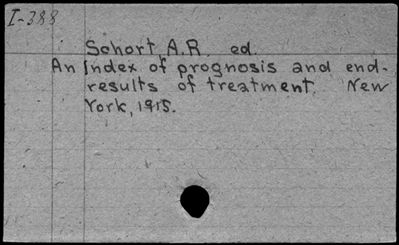 I-388
Schort, A.R. ed.
An Index of prognosis and end-
results of treatment. New
York, 1915.